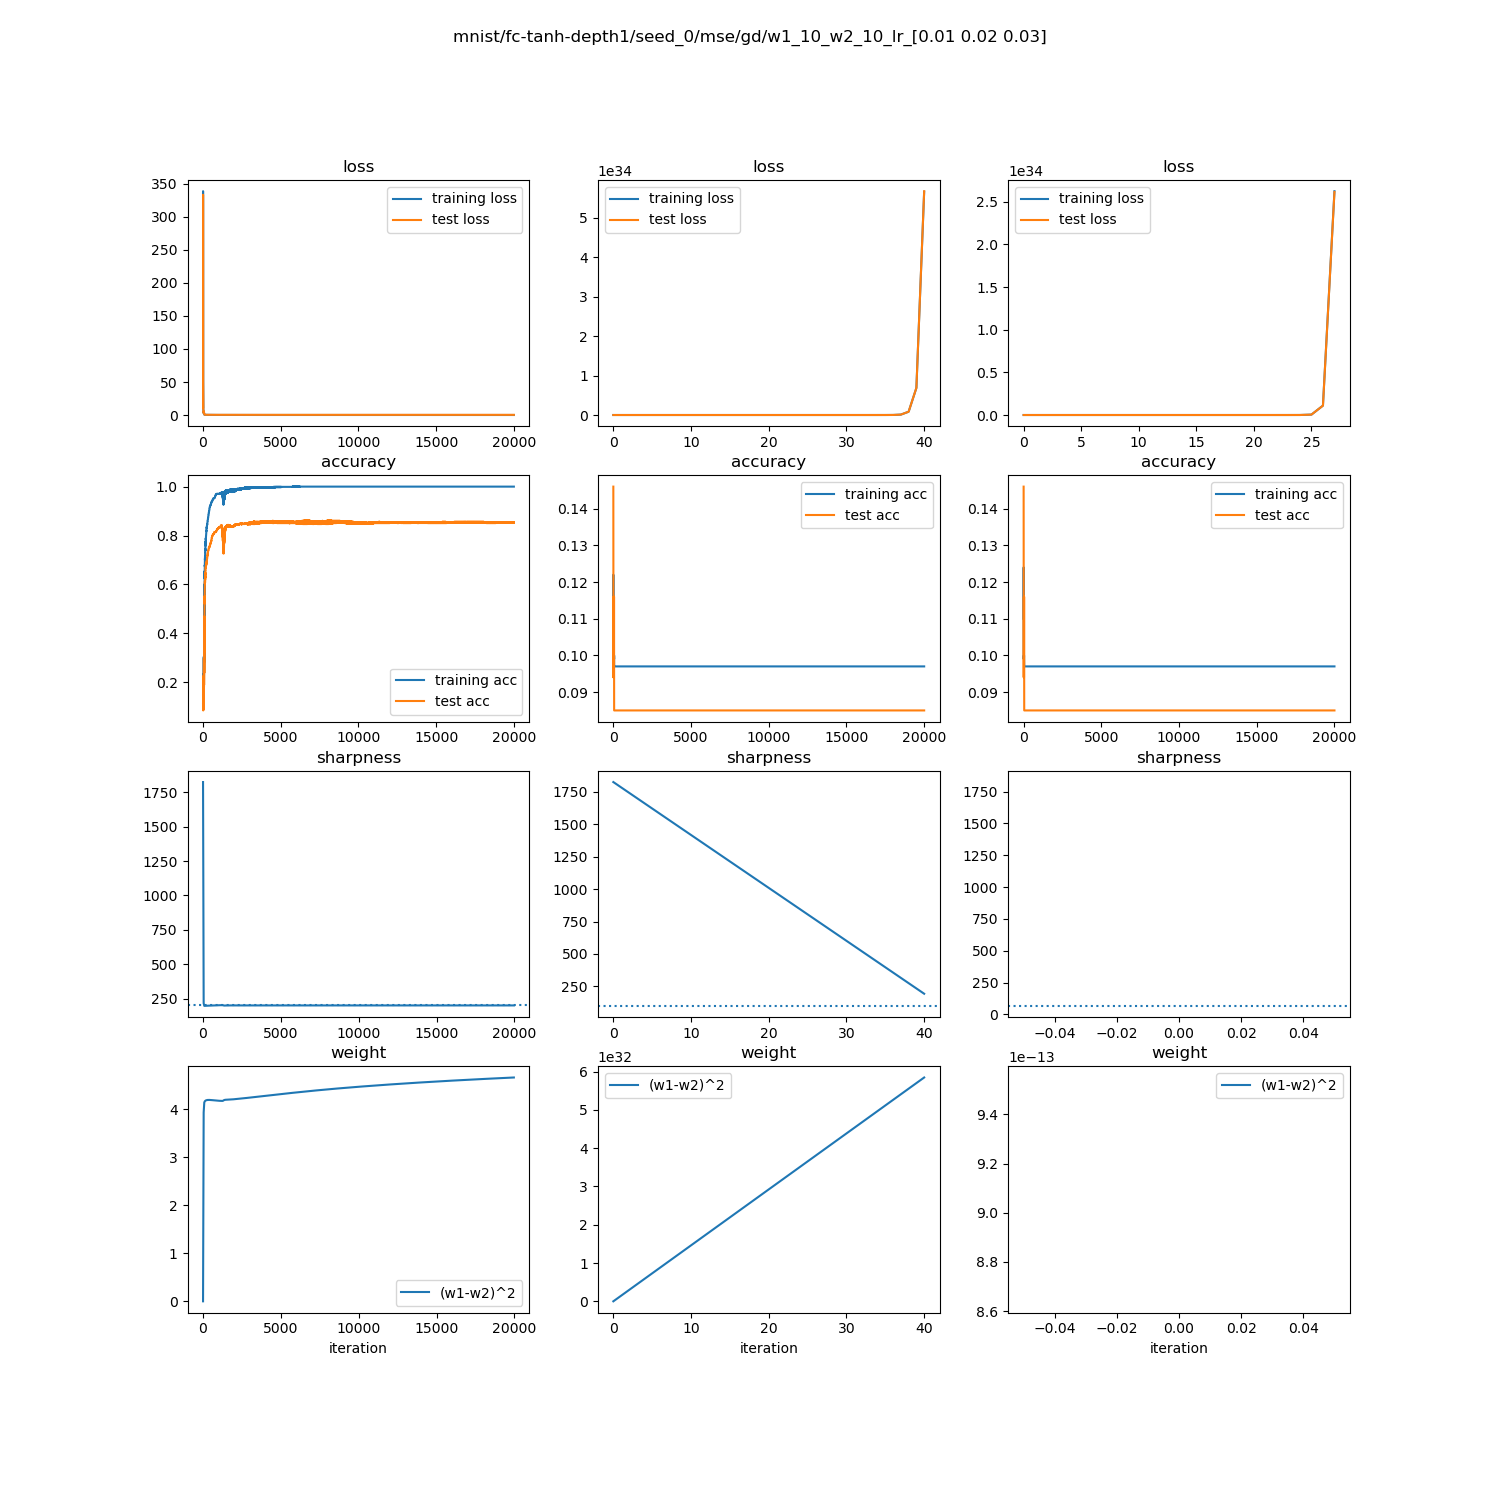 mnist/fc-tanh-depth1/seed_0/mse/gd/w1_10_w2_10_lr_[0.01 0.02 0.03]
loss
350
300
250
200
150
100
50
0
training loss
test loss
0 5000 10000 15000 20000
loss
1e34
5
4
3
2
1
0
training loss
test loss
0 10 20 30 40
loss
1e34
2.5
2.0
1.5
1.0
0.5
0.0
training loss
test loss
0 5 10 15 20 25
accuracy
1.0
0.8
0.6
0.4
0.2
training acc
test acc
0 5000 10000 15000 20000
accuracy
0.14
0.13
0.12
0.11
0.10
0.09
training acc
test acc
0 5000 10000 15000 20000
accuracy
0.14
0.13
0.12
0.11
0.10
0.09
training acc
test acc
0 5000 10000 15000 20000
sharpness
1750
1500
1250
1000
750
500
250
0 5000 10000 15000 20000
sharpness
1750
1500
1250
1000
750
500
250
0 10 20 30 40
sharpness
1750
1500
1250
1000
750
500
250
0
−0.04 −0.02 0.00 0.02 0.04
weight
4
3
2
1
0
(w1-w2)^2
0 5000 10000 15000 20000
iteration
weight
1e32
6
5
4
3
2
1
0
(w1-w2)^2
0 10 20 30 40
iteration
weight
1e−13
9.4
9.2
9.0
8.8
8.6
(w1-w2)^2
−0.04 −0.02 0.00 0.02 0.04
iteration